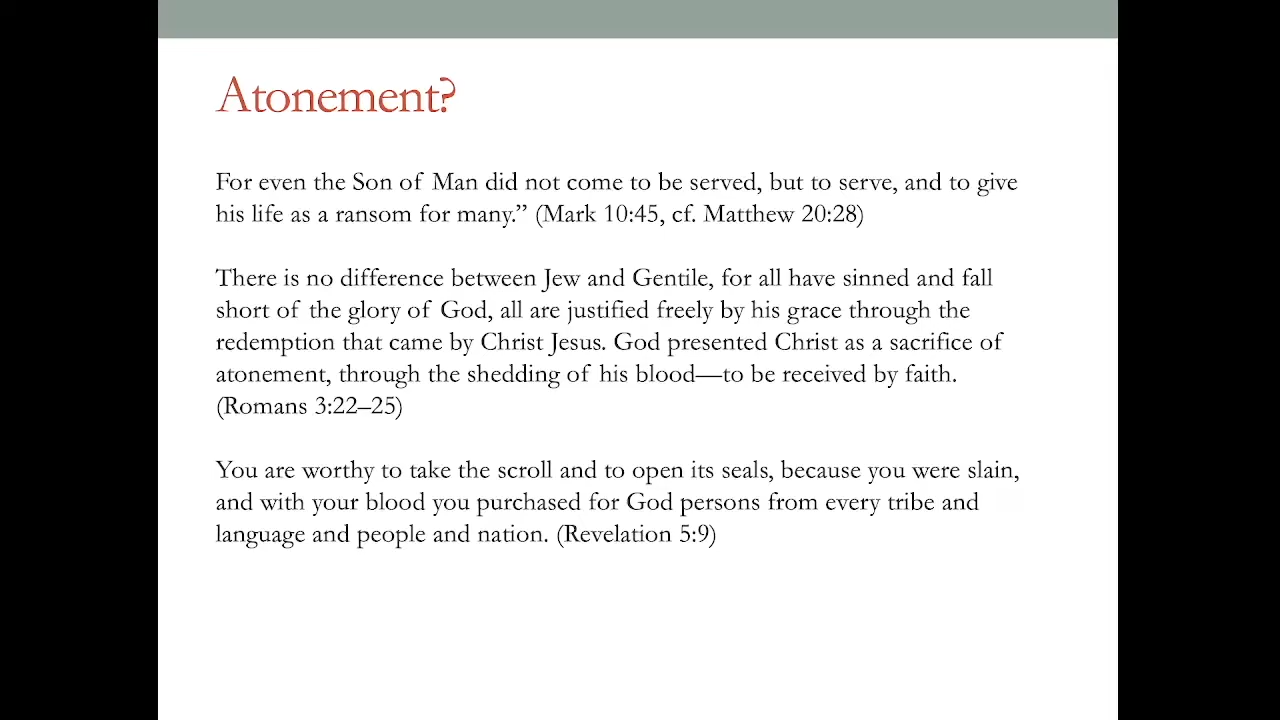 Atonement?
For even the Son of Man did not come to be served, but to serve, and to give
his life as a ransom for many.” (Mark 10:45, cf. Matthew 20:28)
There is no difference between Jew and Gentile, for all have sinned and fall
short of the glory of God, all are justified freely by his grace through the
redemption that came by Christ Jesus. God presented Christ as a sacrifice of
atonement, through the shedding of his blood—to be received by faith.
(Romans 3:22–25)
You are worthy to take the scroll and to open its seals, because you were slain,
and with your blood you purchased for God persons from every tribe and
language and people and nation. (Revelation 5:9)